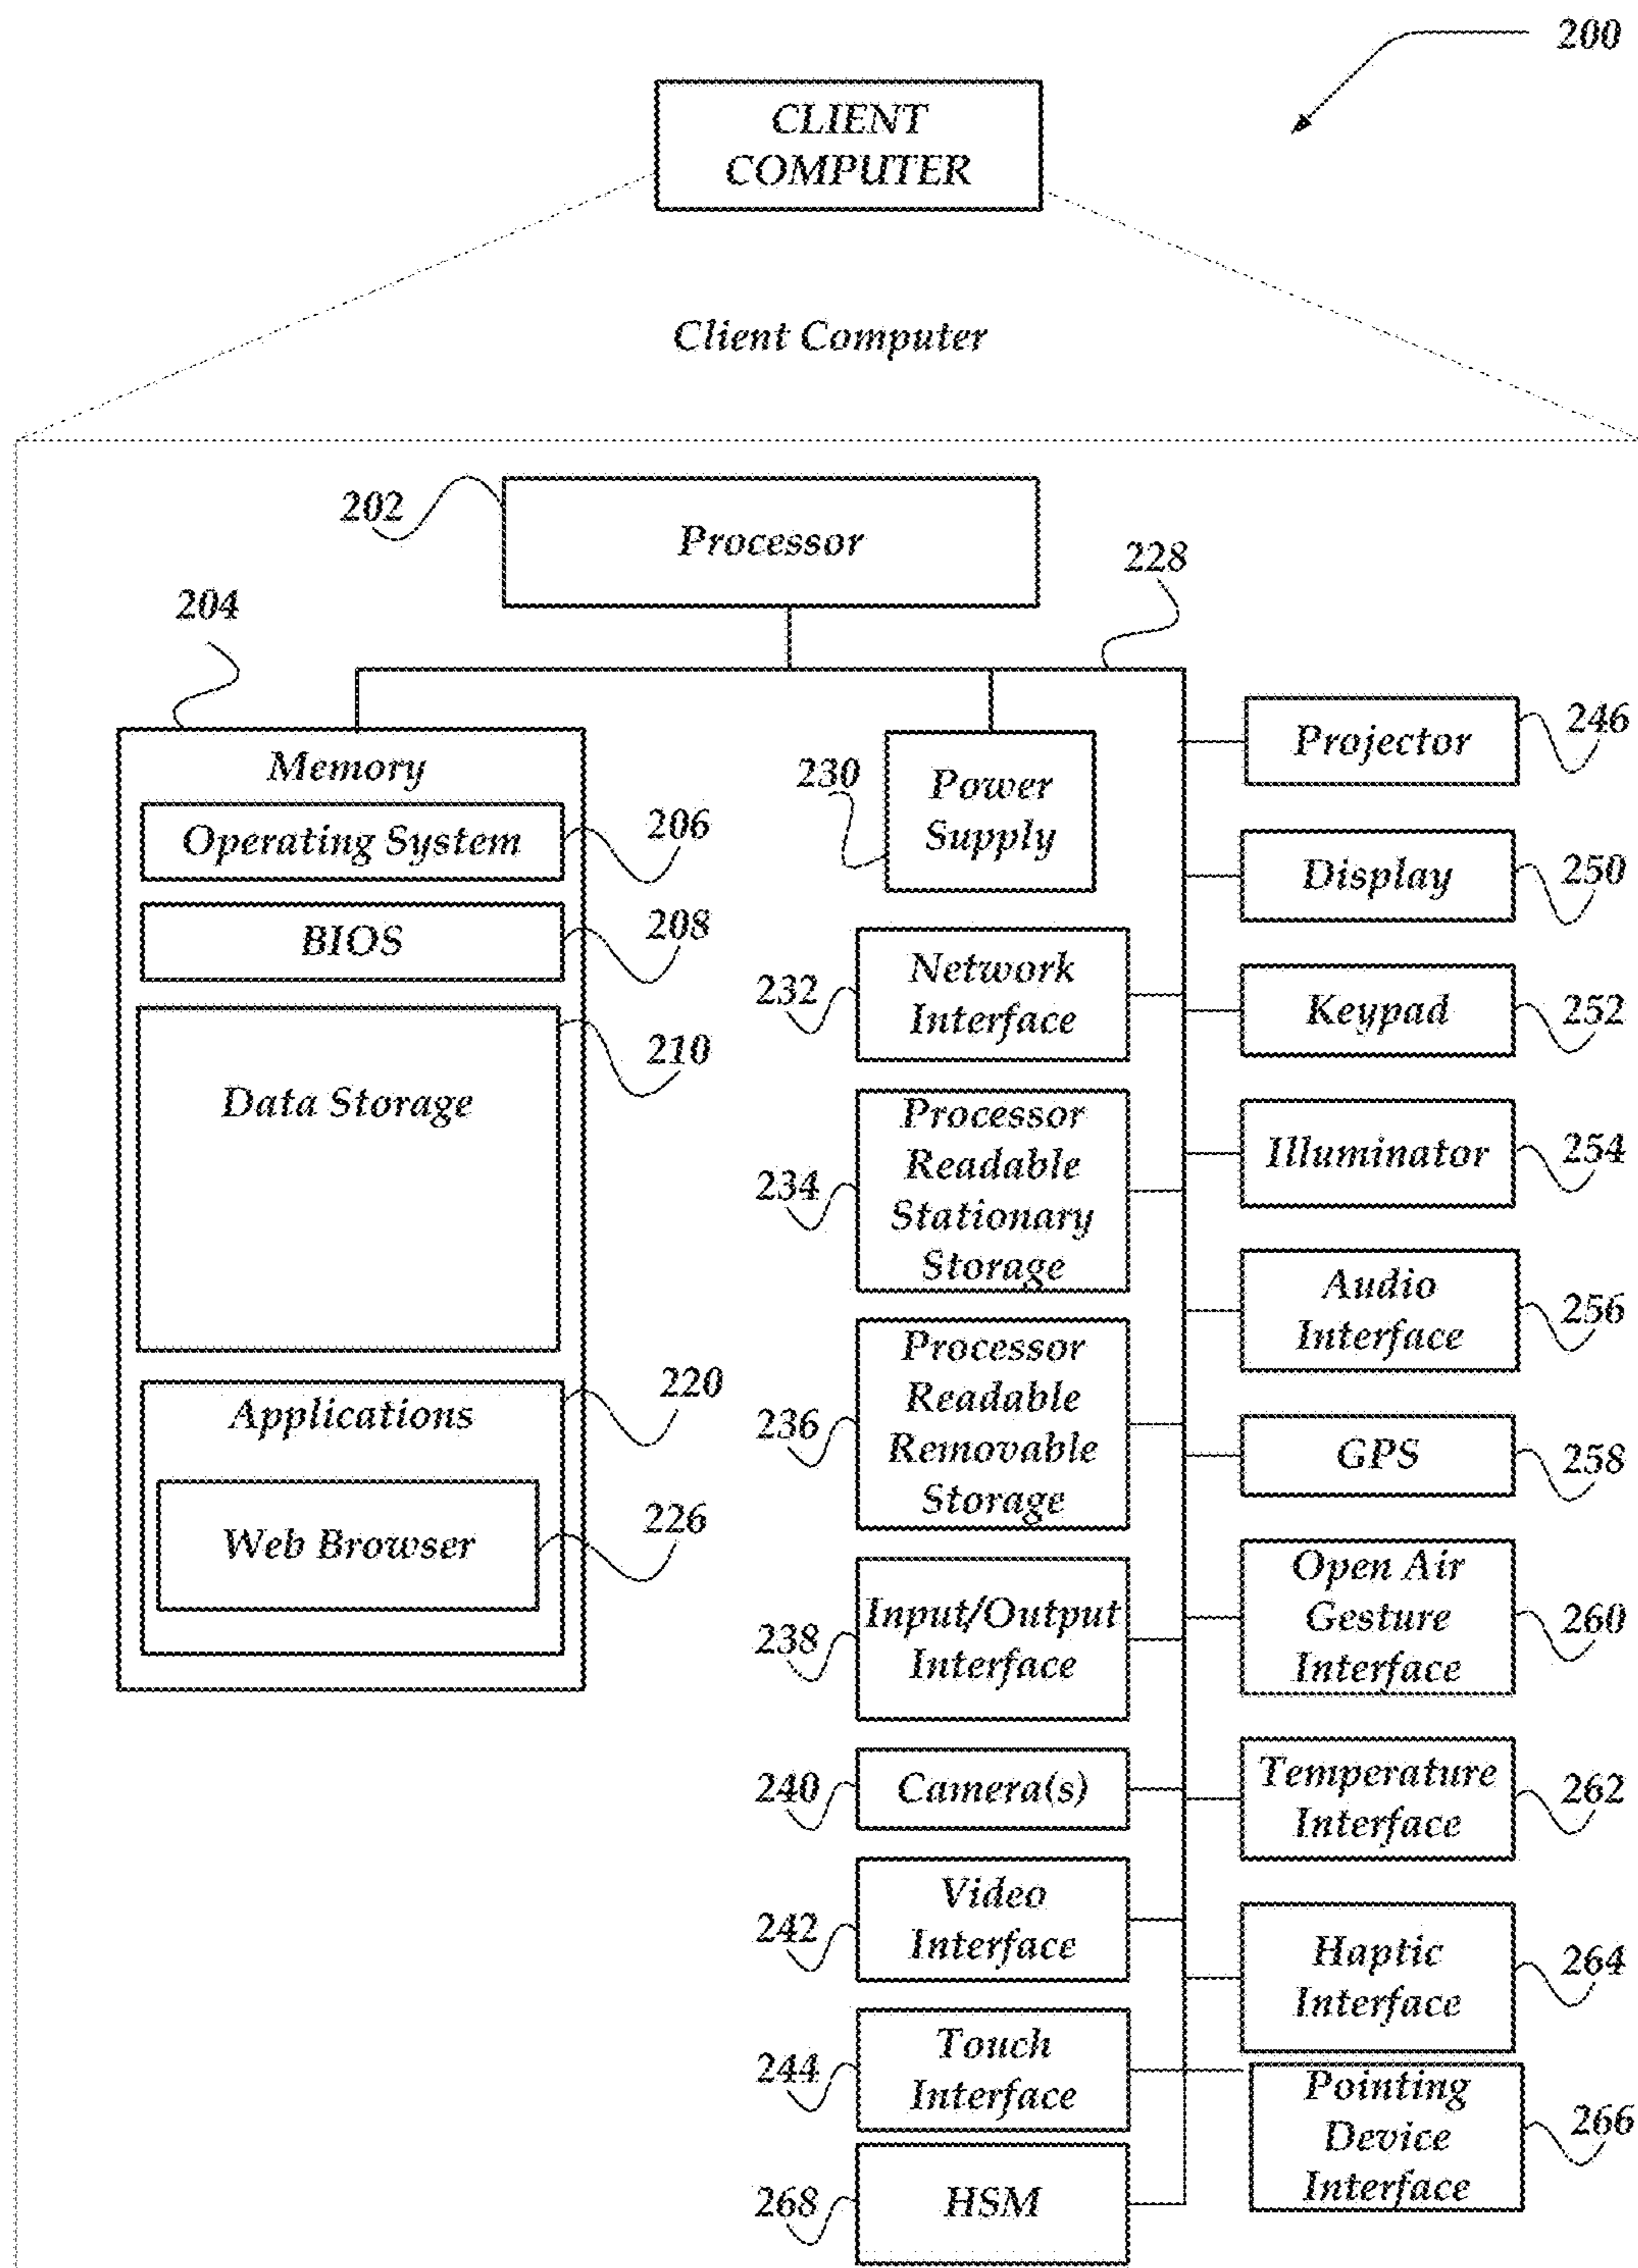 200
CLIENT
COMPUTER
Client Computer
202
Processor
228
204
Memory
Operating System
206
BIOS
208
Data Storage
210
Applications
220
Web Browser
226
230
Power
Supply
232
Network
Interface
234
Processor
Readable
Stationary
Storage
236
Processor
Readable
Removable
Storage
238
Input/Output
Interface
240
Camera(s)
242
Video
Interface
244
Touch
Interface
268
HSM
Projector
246
Display
250
Keypad
252
Illuminator
254
Audio
Interface
256
GPS
258
Open Air
Gesture
Interface
260
Temperature
Interface
262
Haptic
Interface
264
Pointing
Device
Interface
266